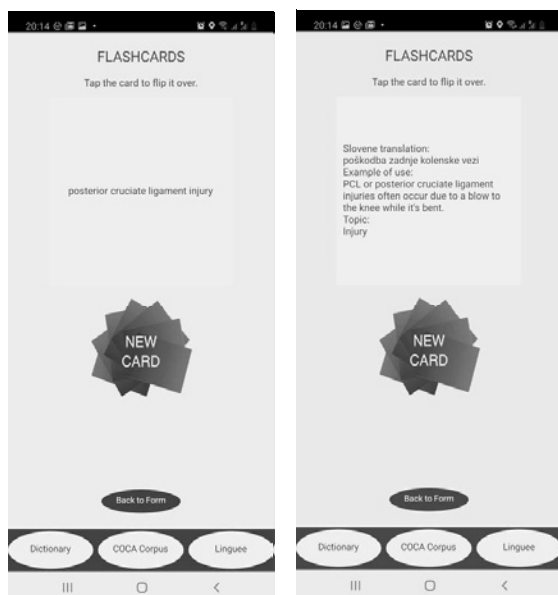 20:14
FLASHCARDS
Tap the card to flip it over.
posterior cruciate ligament injury
NEW
CARD
Back to Form
Dictionary
COCA Corpus
Linguee
20:14
FLASHCARDS
Tap the card to flip it over.
Slovene translation:
poškodba zadnje kolenske vezi
Example of use:
PCL or posterior cruciate ligament
injuries often occur due to a blow to
the knee while it's bent.
Topic:
Injury
NEW
CARD
Back to Form
Dictionary
COCA Corpus
Linguee